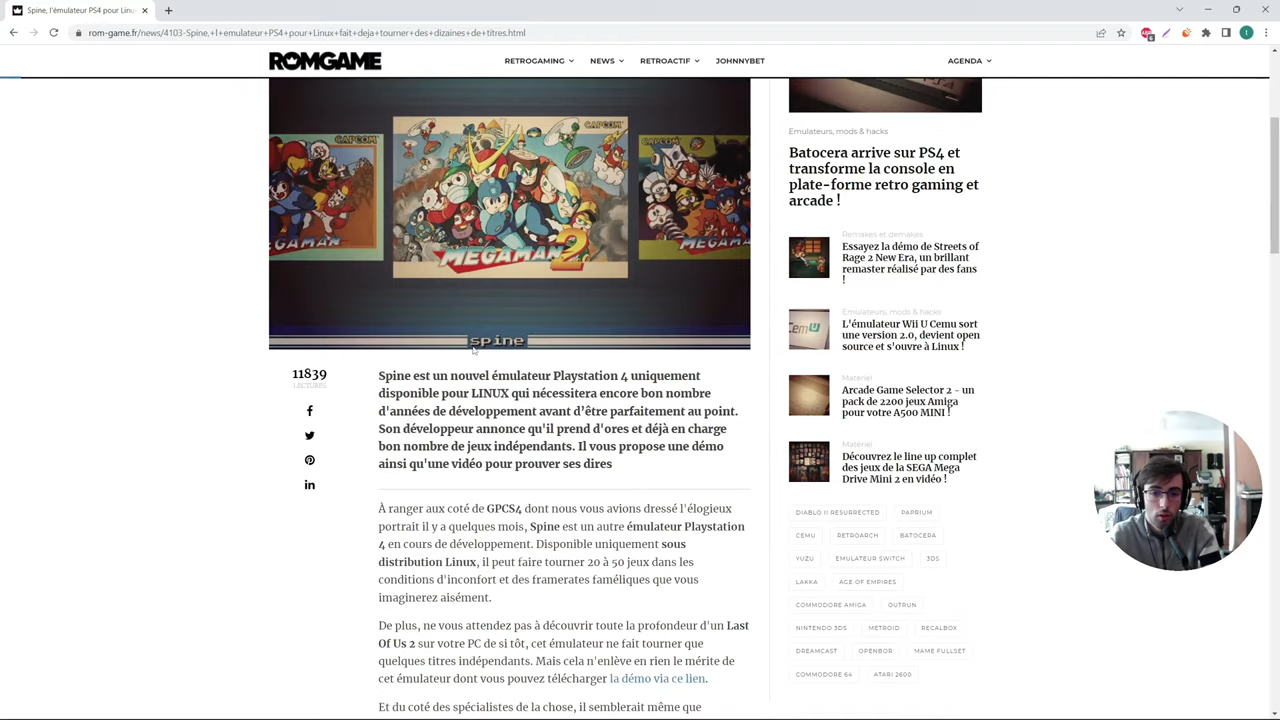 Spine, l'émulateur PS4 pour Linu
rom-game.fr/news/4103-Spine,+l+emulateur+PS4+pour+Linux+fait+deja+tourner+des+dizaines+de+titres.html
ROMGAME
RETROGAMING
NEWS
RETROACTIF
JOHNNYBET
AGENDA
CAPCOM
CAPCOM
CAPCOM
MEGAMAN
MEGAMAN 2
MEGAMAN
spine
11839
LECTURES
Spine est un nouvel émulateur Playstation 4 uniquement
disponible pour LINUX qui nécessitera encore bon nombre
d'années de développement avant d'être parfaitement au point.
Son développeur annonce qu'il prend d'ores et déjà en charge
bon nombre de jeux indépendants. Il vous propose une démo
ainsi qu'une vidéo pour prouver ses dires
À ranger aux coté de GPCS4 dont nous vous avions dressé l'élogieux
portrait il y a quelques mois, Spine est un autre émulateur Playstation
4 en cours de développement. Disponible uniquement sous
distribution Linux, il peut faire tourner 20 à 50 jeux dans les
conditions d'inconfort et des framerates faméliques que vous
imaginerez aisément.
De plus, ne vous attendez pas à découvrir toute la profondeur d'un Last
Of Us 2 sur votre PC de si tôt, cet émulateur ne fait tourner que
quelques titres indépendants. Mais cela n'enlève en rien le mérite de
cet émulateur dont vous pouvez télécharger la démo via ce lien.
Et du coté des spécialistes de la chose, il semblerait même que
Emulateurs, mods & hacks
Batocera arrive sur PS4 et
transforme la console en
plate-forme retro gaming et
arcade !
Remakes et demakes
Essayez la démo de Streets of
Rage 2 New Era, un brillant
remaster réalisé par des fans
!
Emulateurs, mods & hacks
L'émulateur Wii U Cemu sort
une version 2.0, devient open
source et s'ouvre à Linux !
Materiel
Arcade Game Selector 2 - un
pack de 2200 jeux Amiga
pour votre A500 MINI !
Materiel
Découvrez le line up complet
des jeux de la SEGA Mega
Drive Mini 2 en vidéo !
DIABLO II RESURRECTED
PAPRIUM
CEMU
RETROARCH
BATOCERA
YUZU
EMULATEUR SWITCH
3DS
LAKKA
AGE OF EMPIRES
COMMODORE AMIGA
OUTRUN
NINTENDO 3DS
METROID
RECALBOX
DREAMCAST
OPENBOR
MAME FULLSET
COMMODORE 64
ATARI 2600